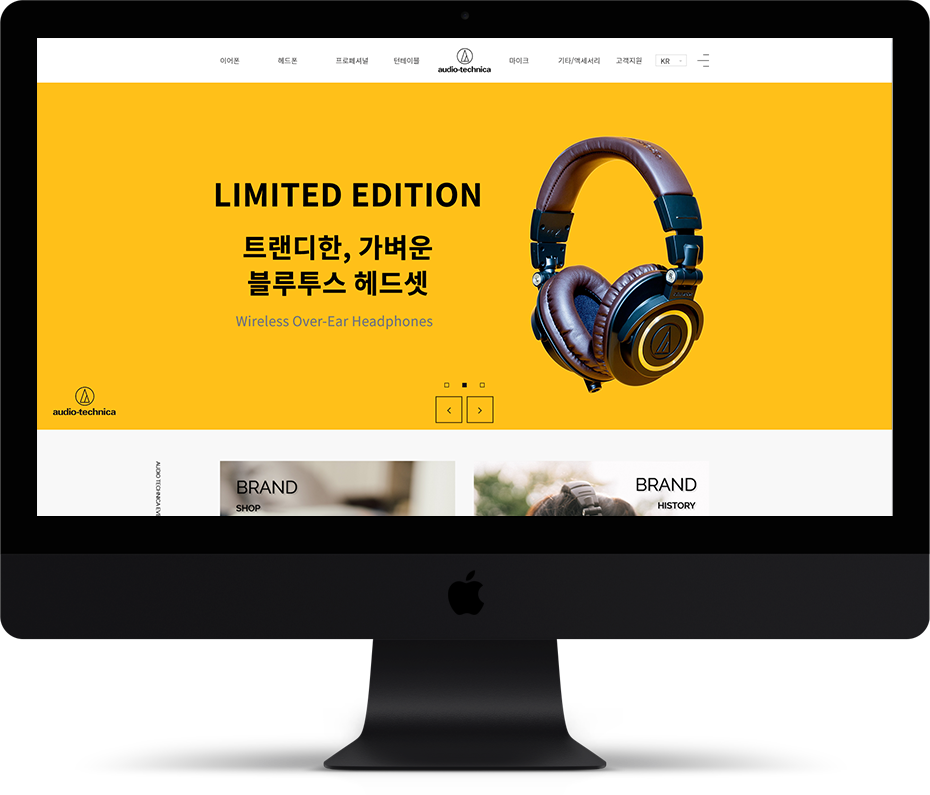 이어폰
헤드폰
프로페셔널
턴테이블
audio-technica
마이크
기타/액세서리
고객지원
KR
LIMITED EDITION
트랜디한, 가벼운
블루투스 헤드셋
Wireless Over-Ear Headphones
audio-technica
AUDIO TECHNICA EVE
BRAND
SHOP
BRAND
HISTORY